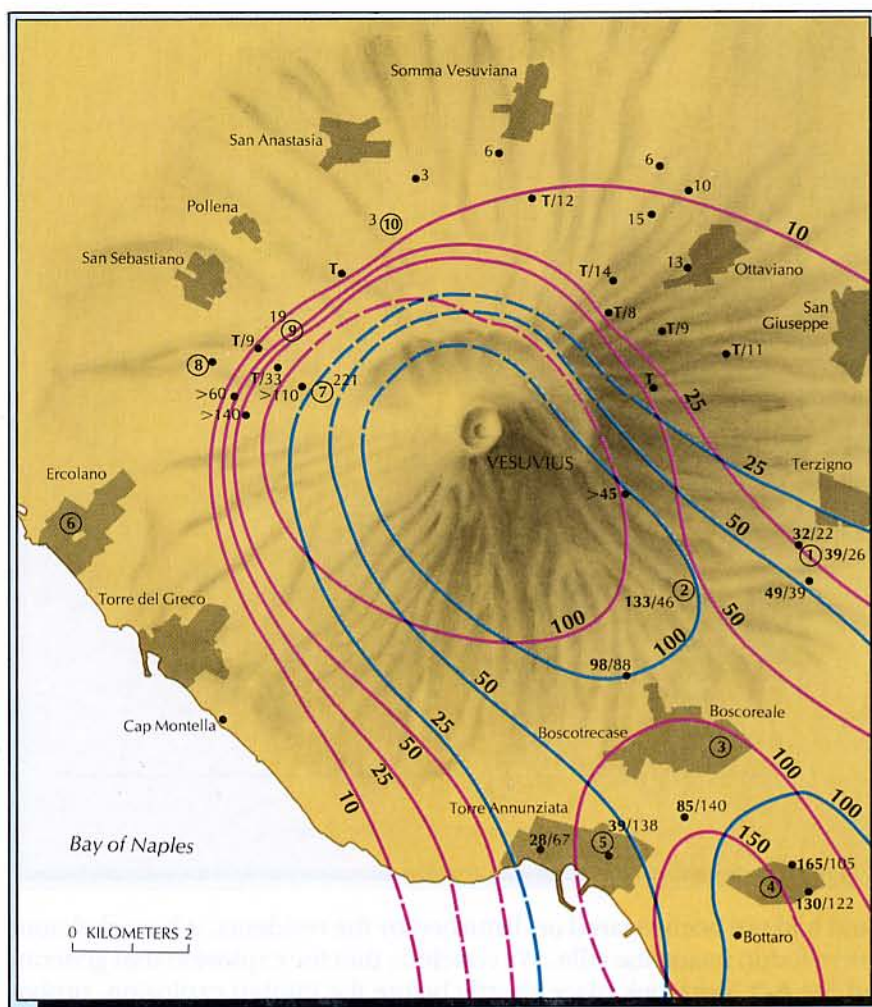 Somma Vesuviana
San Anastasia
6
6
3
10
T/12
Pollena
3 10
15
10
San Sebastiano
T
T/14
13
Ottaviano
19
9
T/8
San
Giuseppe
T/9
T/9
8
T/33
T/11
>60
>110
7 221
T
25
>140
VESUVIUS
25
Terzigno
Ercolano
>45
50
6
32/22
1 39/26
2
49/39
Torre del Greco
133/46
100
100
50
98/88
50
Boscoreale
Cap Montella
25
Boscotrecase
3
50
100
25
100
10
Torre Annunziata
85/140
39/138
150
Bay of Naples
28/67
5
165/105
4
130/122
0 KILOMETERS 2
Bottaro